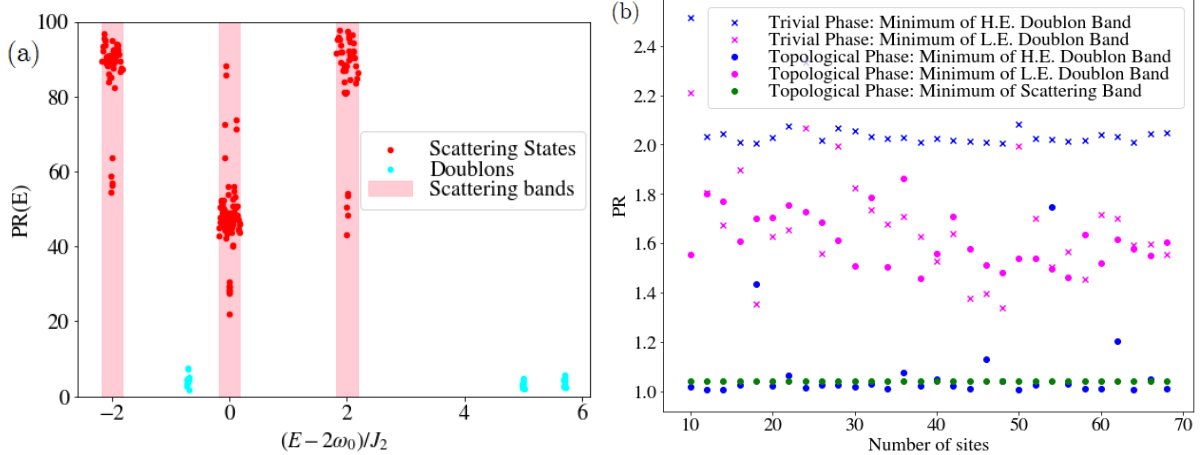 (a)
PR(E)
100
80
60
40
20
0
Scattering States
Doublons
Scattering bands
−2
0
2
4
6
(E − 2ω₀)/J₂
(b)
Trivial Phase: Minimum of H.E. Doublon Band
Trivial Phase: Minimum of L.E. Doublon Band
Topological Phase: Minimum of H.E. Doublon Band
Topological Phase: Minimum of L.E. Doublon Band
Topological Phase: Minimum of Scattering Band
PR
2.4
2.2
2.0
1.8
1.6
1.4
1.2
1.0
10
20
30
40
50
60
70
Number of sites